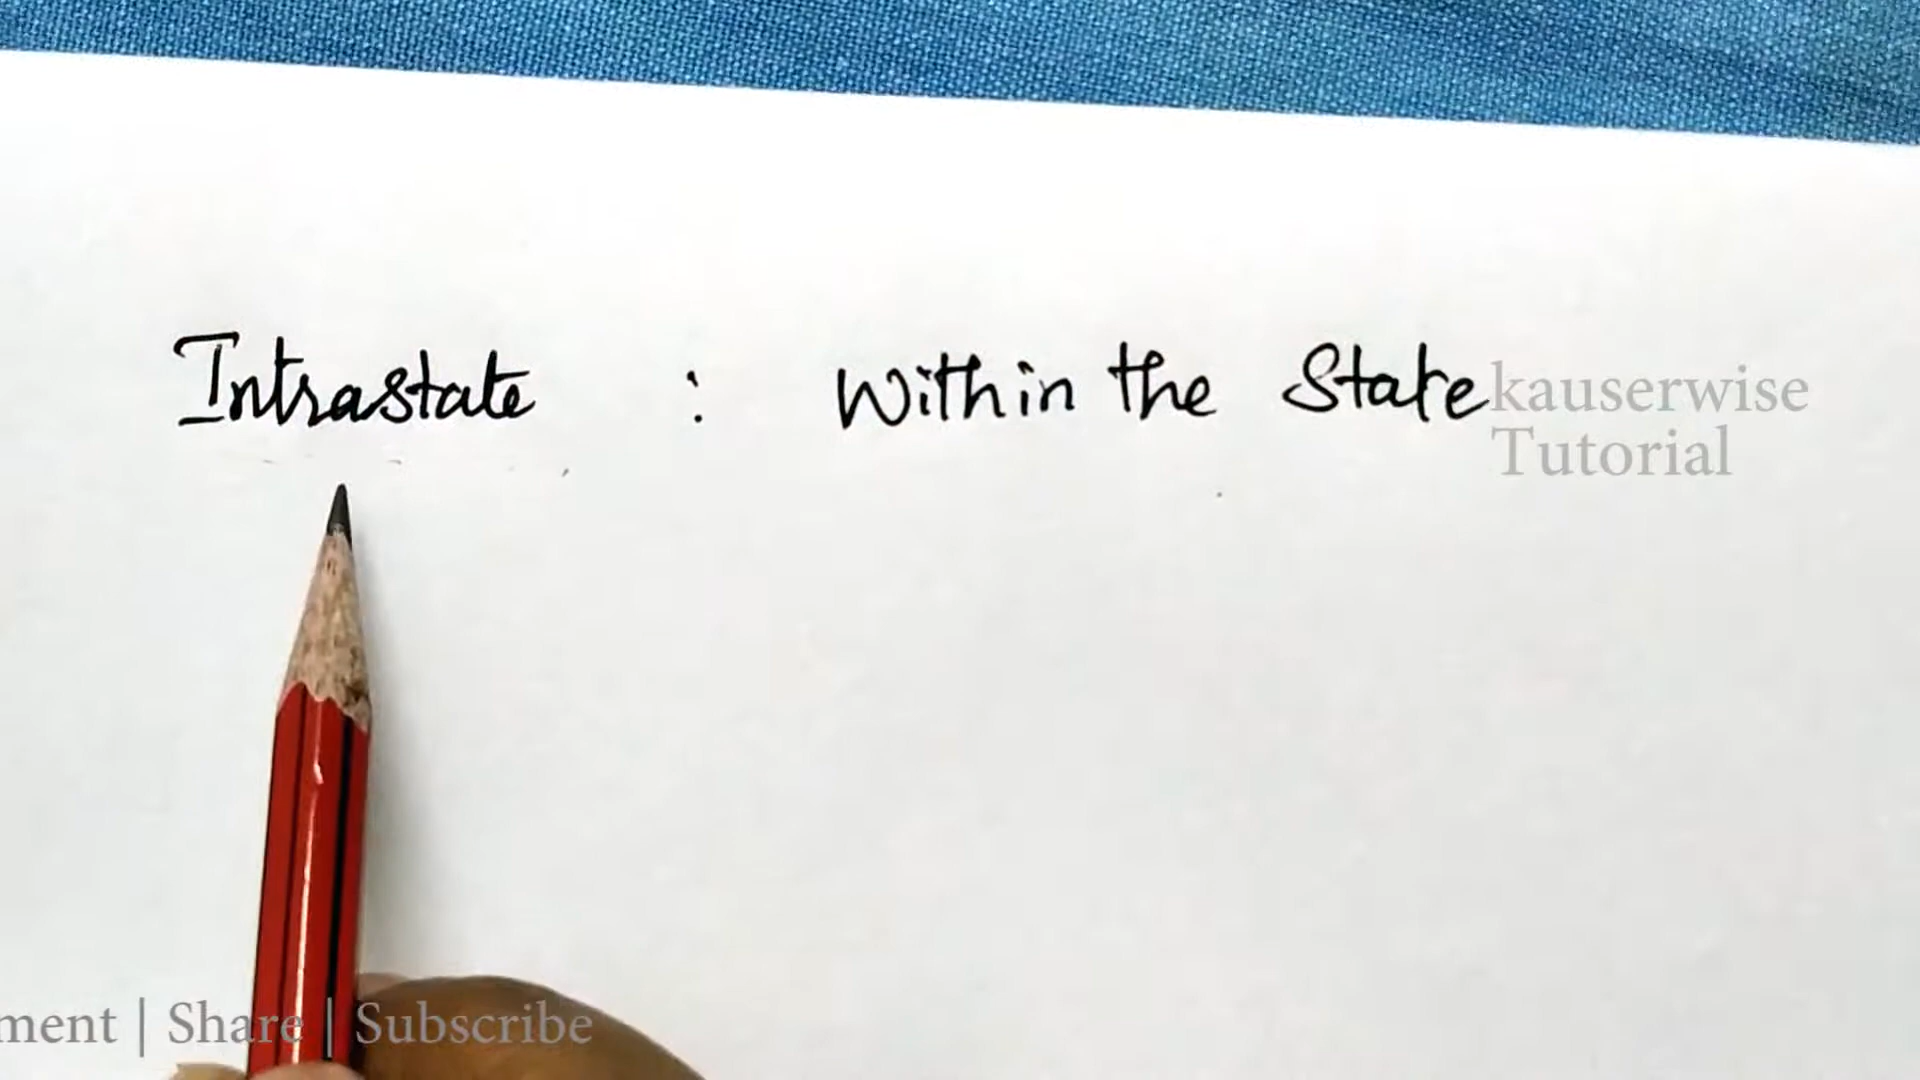 Intrastate : Within the State
kauserwise
Tutorial
ment | Share | Subscribe